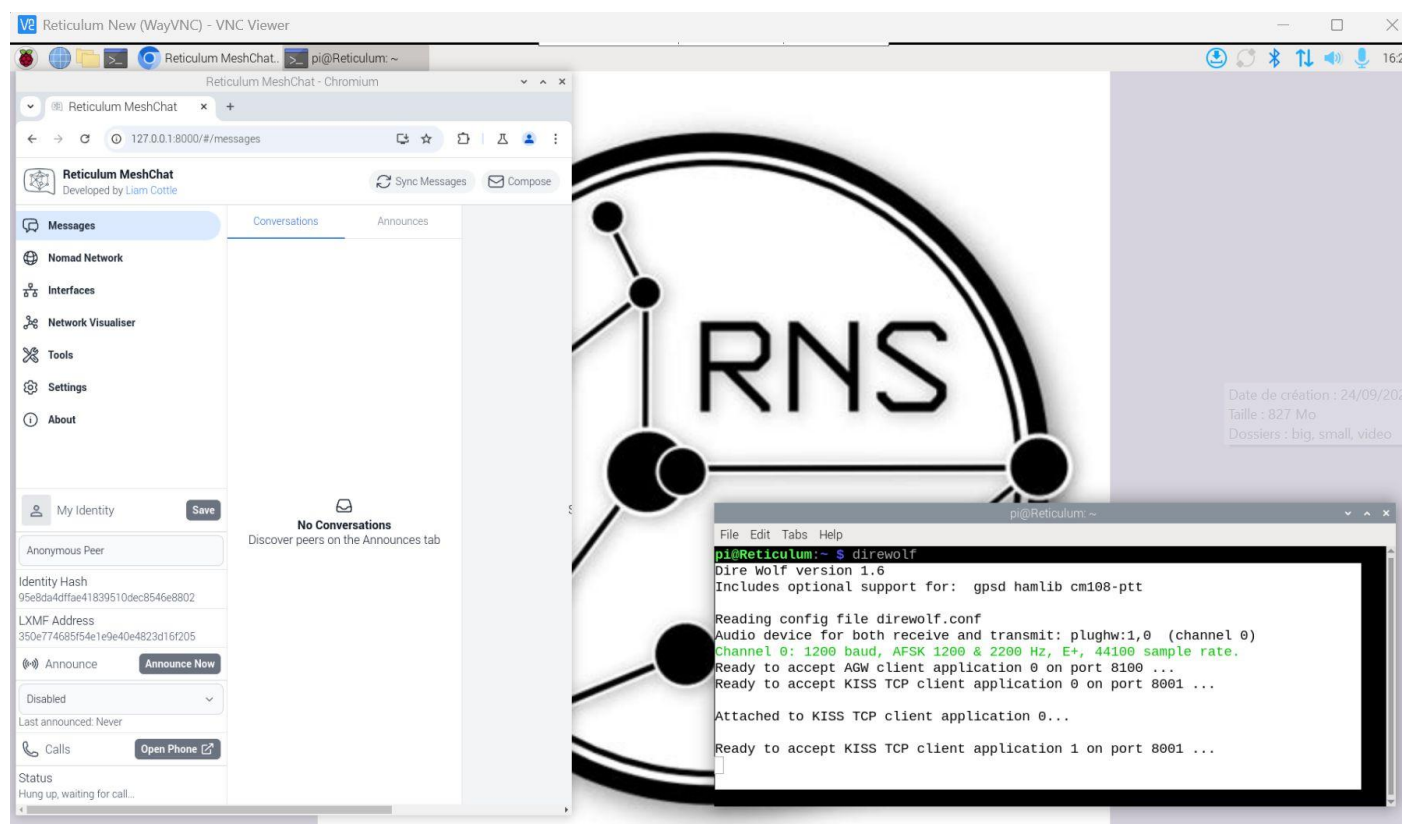 Reticulum New (WayVNC) - VNC Viewer
Reticulum MeshChat.. pi@Reticulum: ~
Reticulum MeshChat - Chromium
Reticulum MeshChat
127.0.0.1:8000/#/messages
Reticulum MeshChat
Developed by Liam Cottle
Sync Messages Compose
Messages
Nomad Network
Interfaces
Network Visualiser
Tools
Settings
About
My Identity Save
Anonymous Peer
Identity Hash
95e8da4dffae41839510dec8546e8802
LXMF Address
350e774685f54e1e9e40e4823d16f205
Announce Announce Now
Disabled
Last announced: Never
Calls Open Phone
Status
Hung up, waiting for call...
Conversations Announces
No Conversations
Discover peers on the Announces tab
RNS
Date de création : 24/09/202
Taille : 827 Mo
Dossiers : big, small, video
pi@Reticulum: ~
File Edit Tabs Help
pi@Reticulum:~ $ direwolf
Dire Wolf version 1.6
Includes optional support for:  gpsd hamlib cm108-ptt
Reading config file direwolf.conf
Audio device for both receive and transmit: plughw:1,0  (channel 0)
Channel 0: 1200 baud, AFSK 1200 & 2200 Hz, E+, 44100 sample rate.
Ready to accept AGW client application 0 on port 8100 ...
Ready to accept KISS TCP client application 0 on port 8001 ...
Attached to KISS TCP client application 0...
Ready to accept KISS TCP client application 1 on port 8001 ...